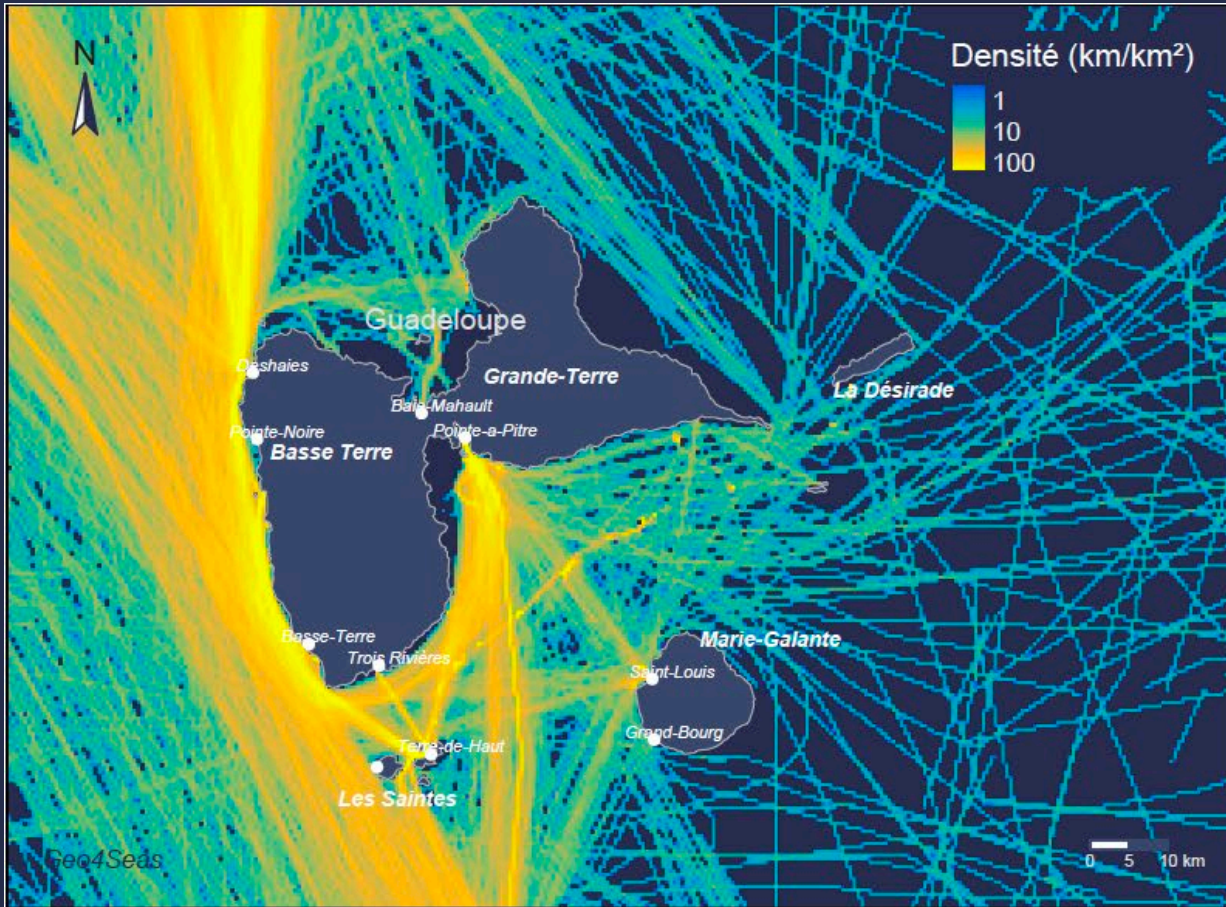 N
Densité (km/km²)
1
10
100
Guadeloupe
Deshaies
Grande-Terre
La Désirade
Baie-Mahault
Pointe-Noire
Pointe-a-Pitre
Basse Terre
Basse-Terre
Trois Rivières
Marie-Galante
Saint-Louis
Grand-Bourg
Terre-de-Haut
Les Saintes
Geo4Seas
0 5 10 km